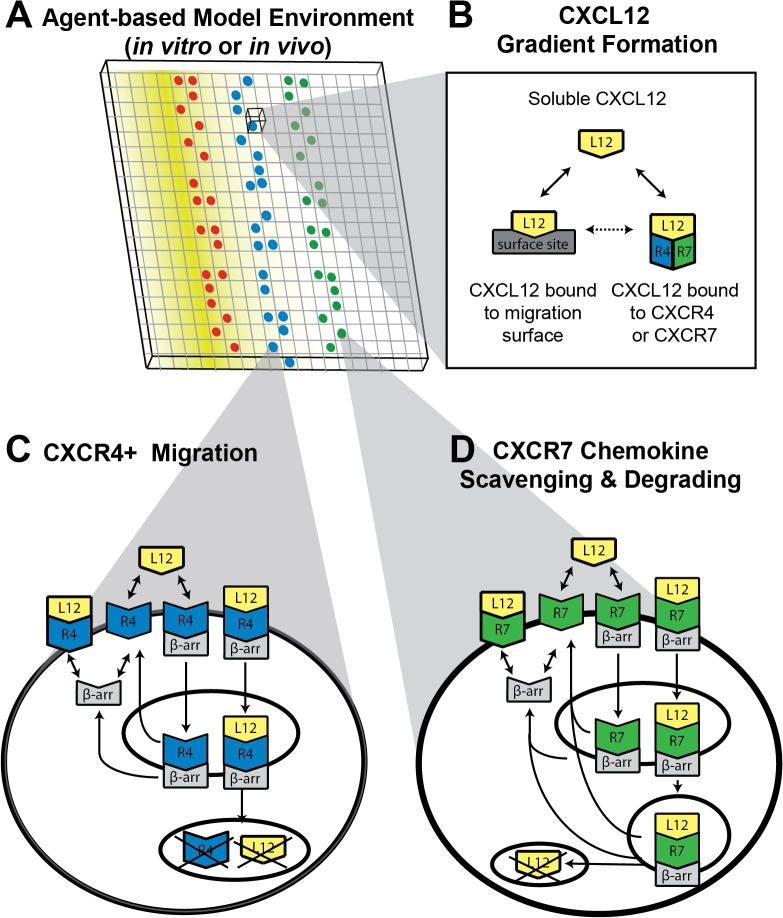 A Agent-based Model Environment
(in vitro or in vivo)
B CXCL12
Gradient Formation
Soluble CXCL12
L12
L12
surface site
L12
R4 R7
CXCL12 bound
to migration
surface
CXCL12 bound
to CXCR4
or CXCR7
C CXCR4+ Migration
L12
L12
R4
R4
R4
β-arr
L12
R4
β-arr
β-arr
R4
β-arr
L12
R4
β-arr
R4
L12
D CXCR7 Chemokine
Scavenging & Degrading
L12
L12
R7
R7
R7
β-arr
L12
R7
β-arr
β-arr
R7
β-arr
L12
R7
β-arr
L12
R7
β-arr
L12